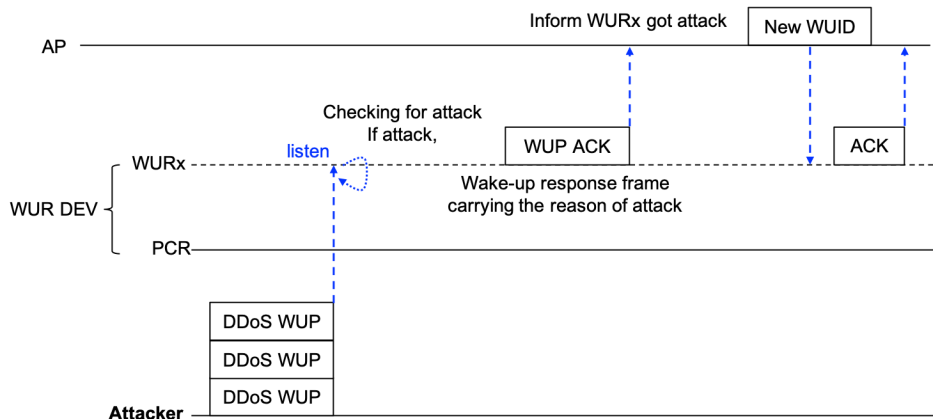 Inform WURx got attack
New WUID
AP
Checking for attack
If attack,
WUP ACK
ACK
listen
WURx
Wake-up response frame
carrying the reason of attack
WUR DEV
PCR
DDoS WUP
DDoS WUP
DDoS WUP
Attacker